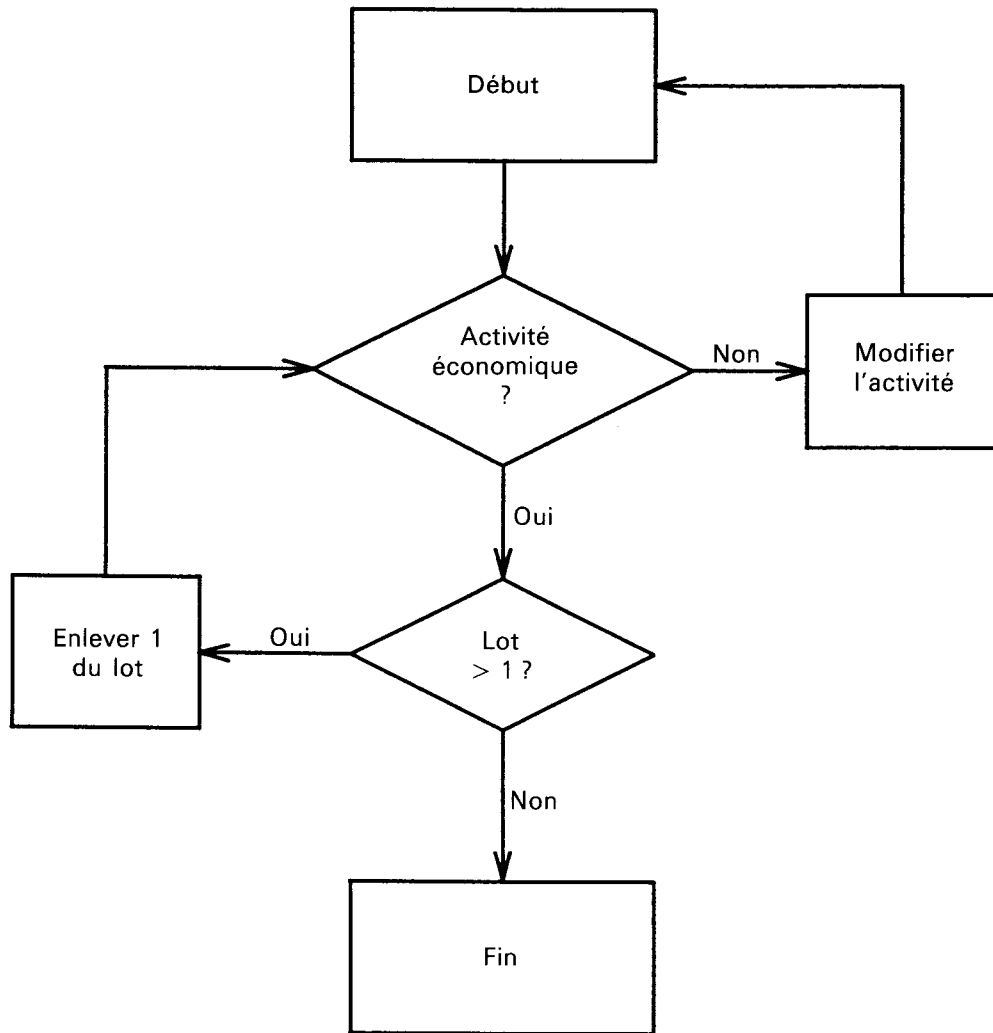 Début
Activité
économique
?
Non
Modifier
l'activité
Oui
Enlever 1
du lot
Oui
Lot
> 1 ?
Non
Fin